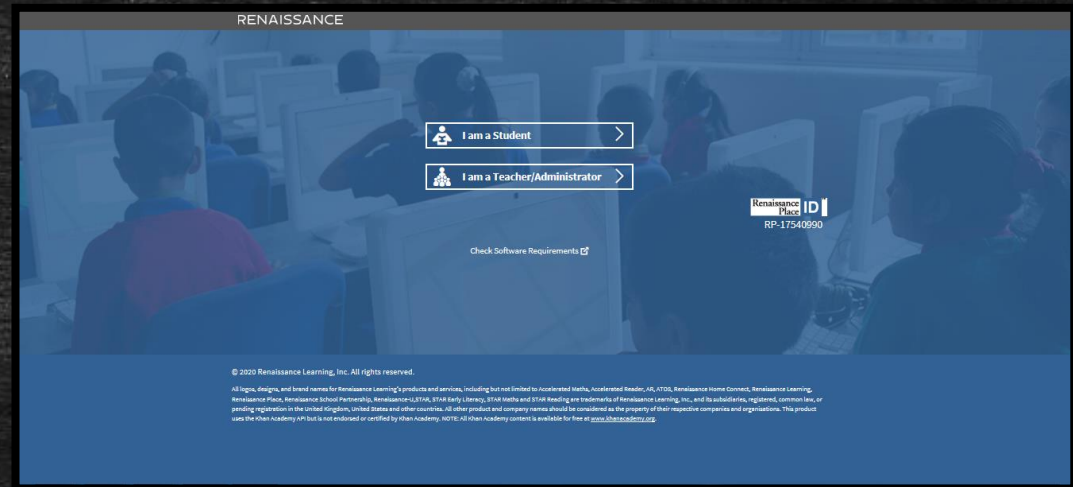 RENAISSANCE
I am a Student
I am a Teacher/Administrator
Renaissance
Place ID
RP-17540990
Check Software Requirements
© 2020 Renaissance Learning, Inc. All rights reserved.
All logos, designs, and brand names for Renaissance Learning's products and services, including but not limited to Accelerated Maths, Accelerated Reader, AR, ATOS, Renaissance Home Connect, Renaissance Learning,
Renaissance Place, Renaissance School Partnership, Renaissance-U,STAR, STAR Early Literacy, STAR Maths and STAR Reading are trademarks of Renaissance Learning, Inc., and its subsidiaries, registered, common law, or
pending registration in the United Kingdom, United States and other countries. All other product and company names should be considered as the property of their respective companies and organisations. This product
uses the Khan Academy API but is not endorsed or certified by Khan Academy. NOTE: All Khan Academy content is available for free at www.khanacademy.org.